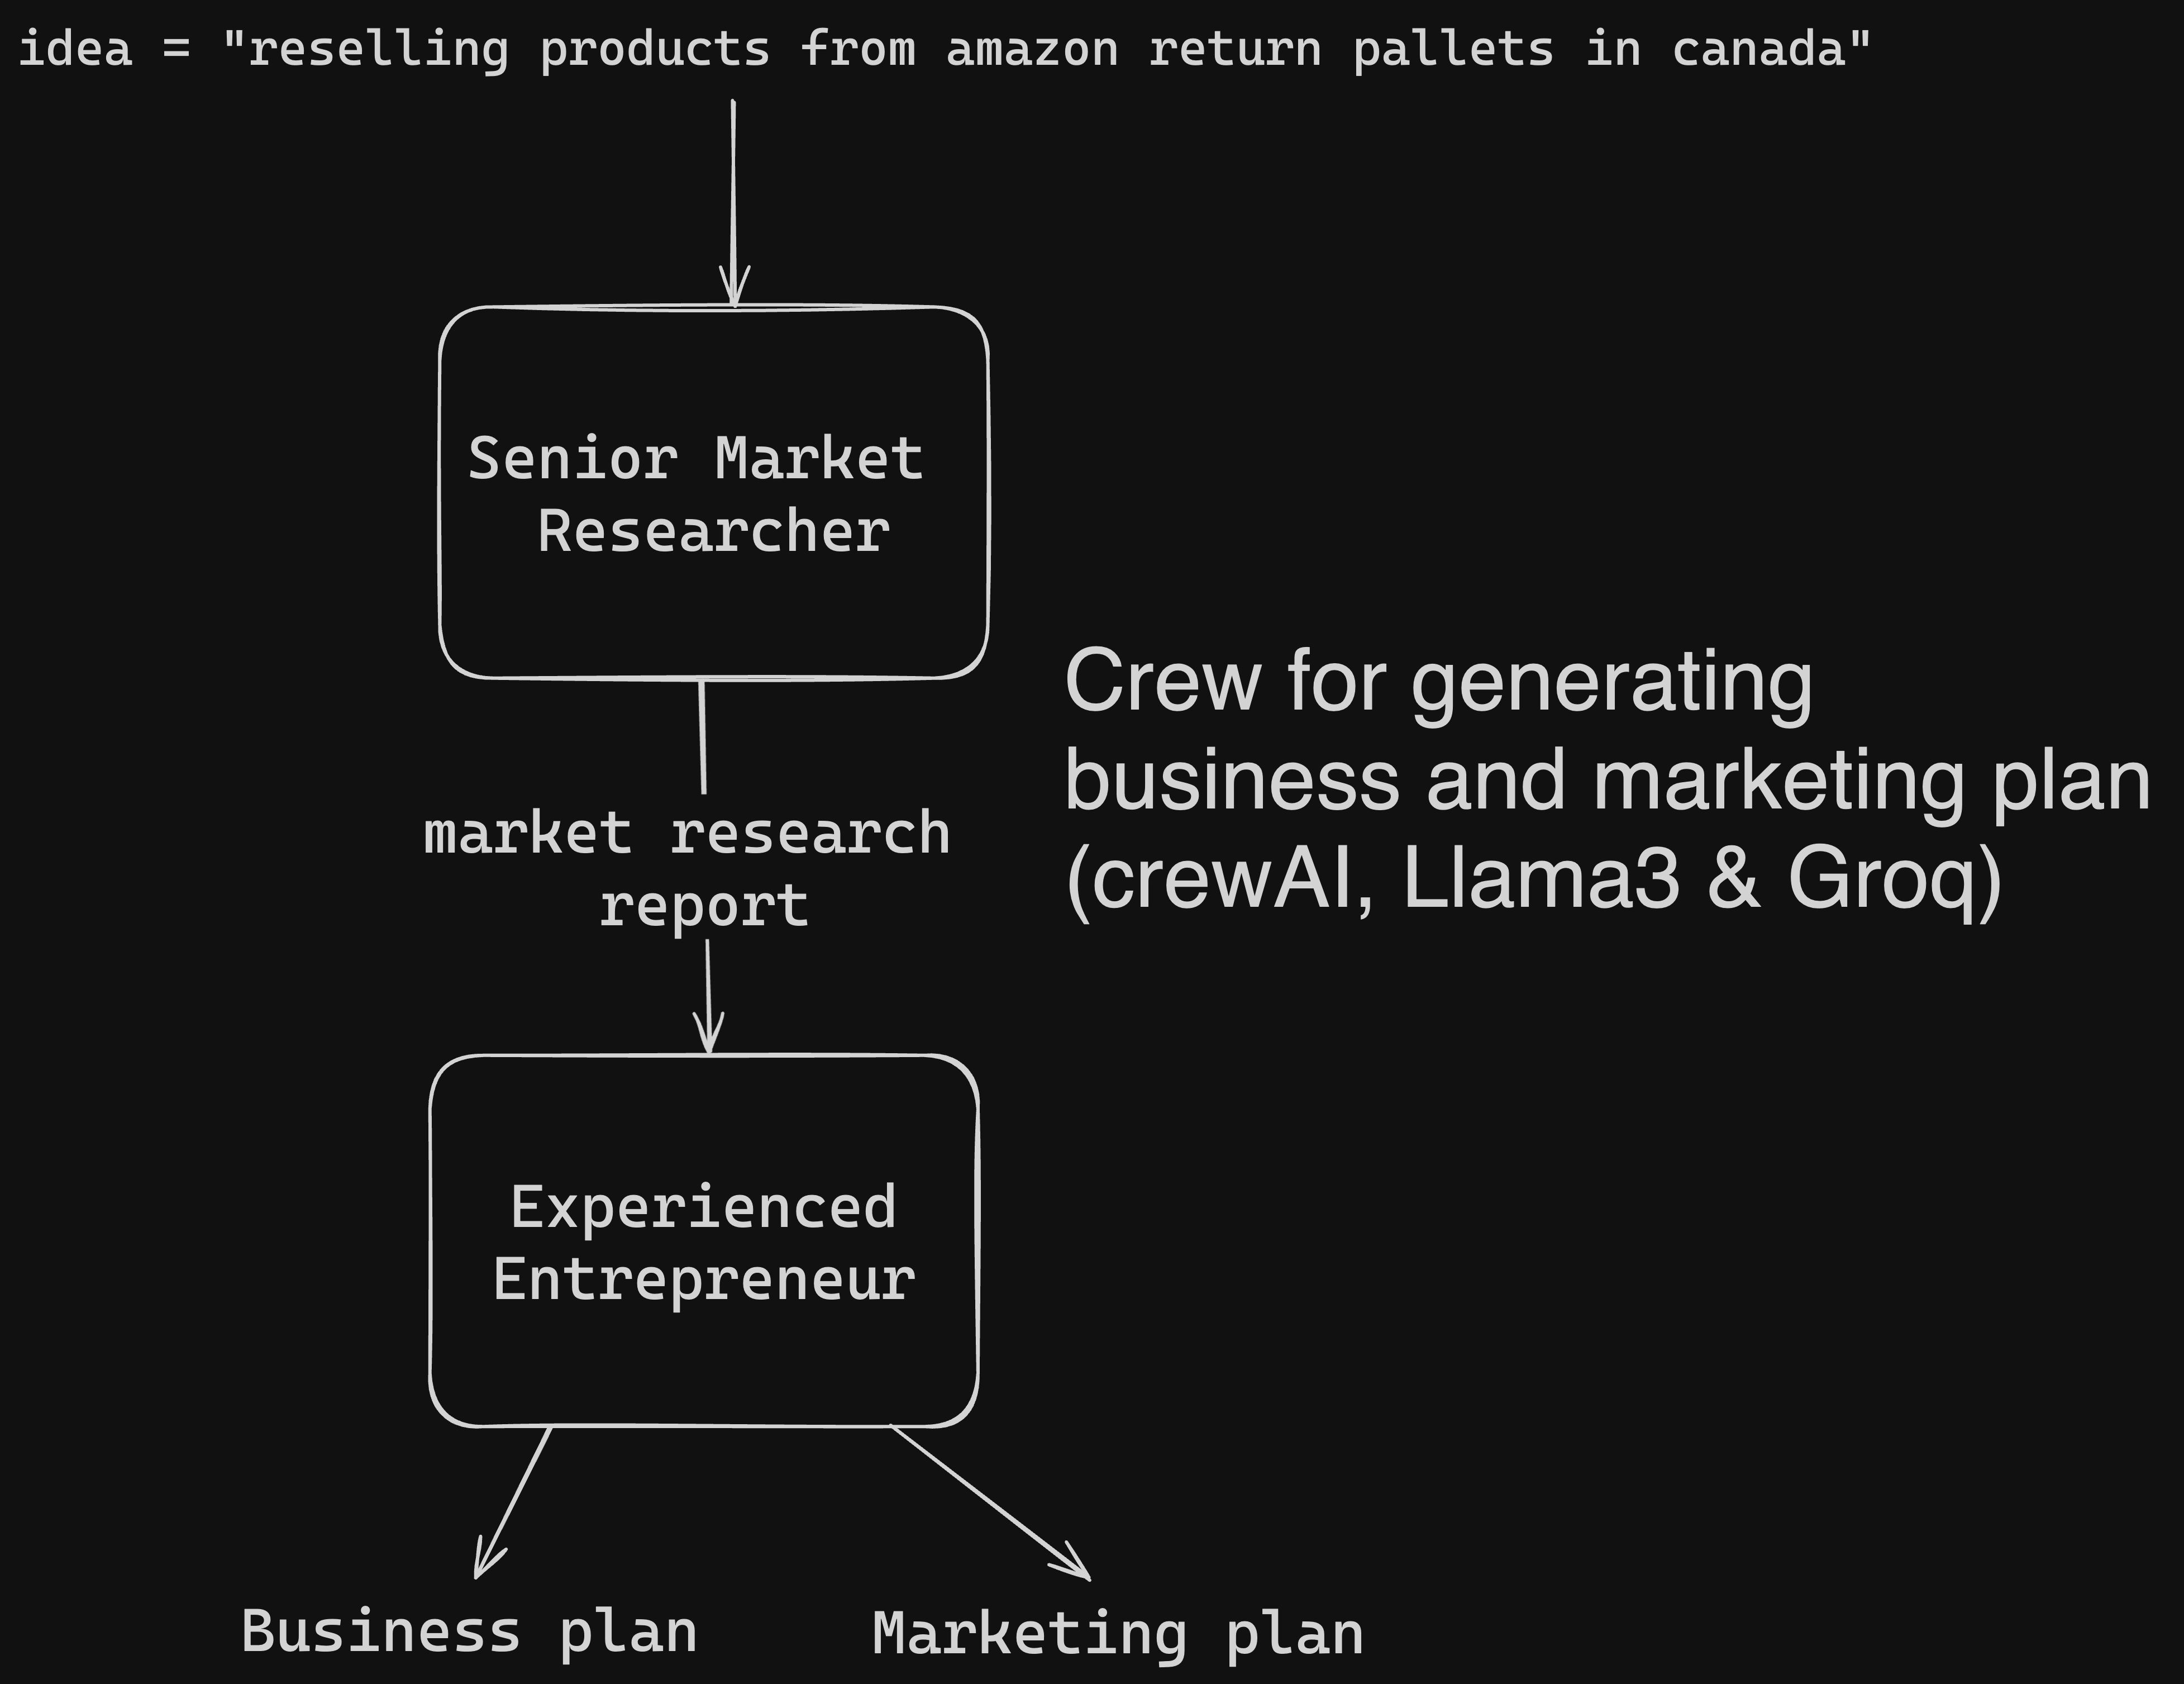 idea = "reselling products from amazon return pallets in canada"
Senior Market
Researcher
Crew for generating
business and marketing plan
(crewAI, Llama3 & Groq)
market research
report
Experienced
Entrepreneur
Business plan
Marketing plan